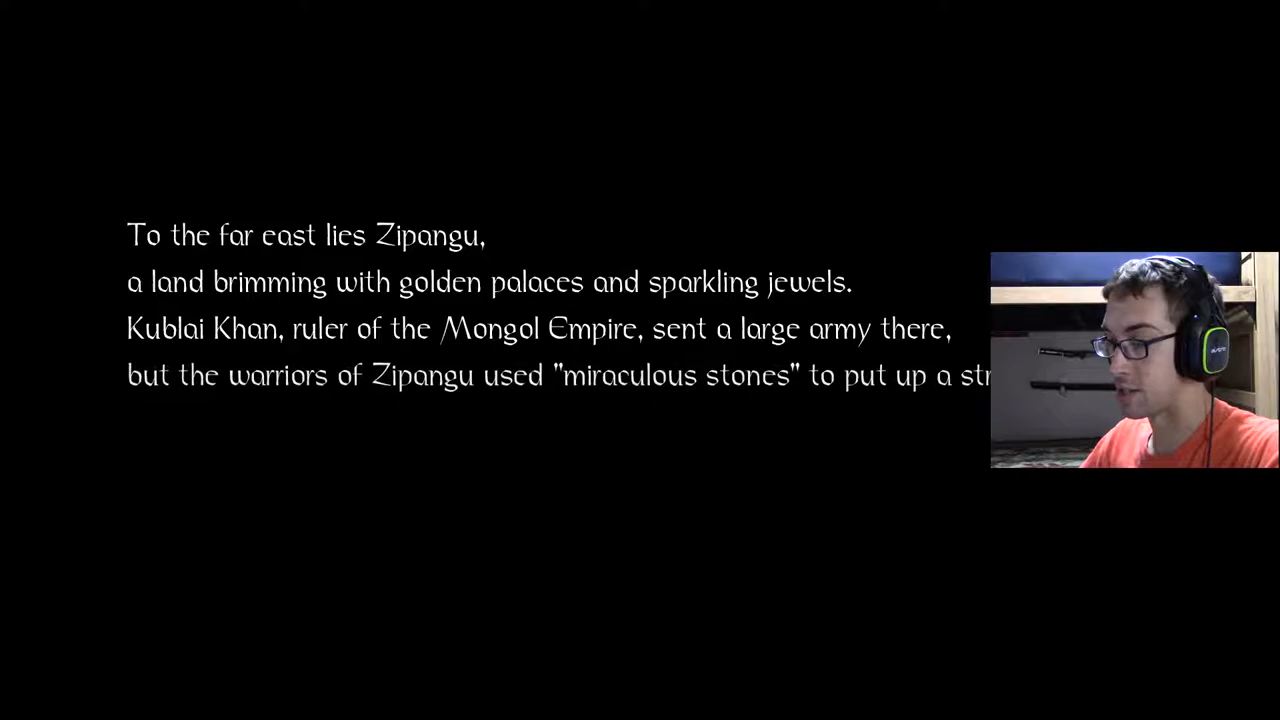 To the far east lies Zipangu,
a land brimming with golden palaces and sparkling jewels.
Kublai Khan, ruler of the Mongol Empire, sent a large army there,
but the warriors of Zipangu used "miraculous stones" to put up a